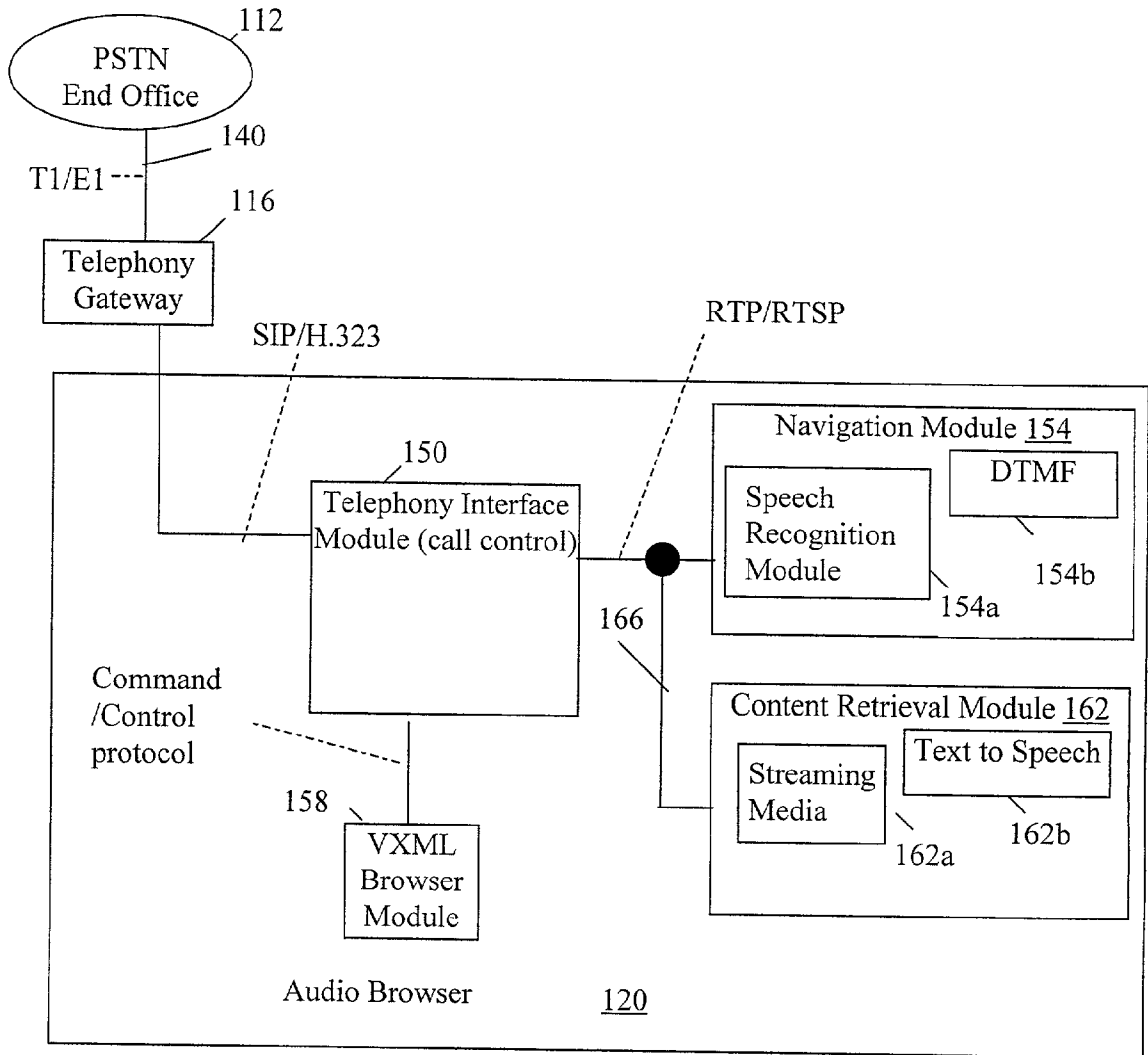 112
PSTN
End Office
140
T1/E1
116
Telephony
Gateway
SIP/H.323
RTP/RTSP
Navigation Module 154
DTMF
150
Telephony Interface
Module (call control)
Speech
Recognition
Module
154b
154a
166
Command
/Control
protocol
Content Retrieval Module 162
Text to Speech
Streaming
Media
158
162b
162a
VXML
Browser
Module
Audio Browser 120